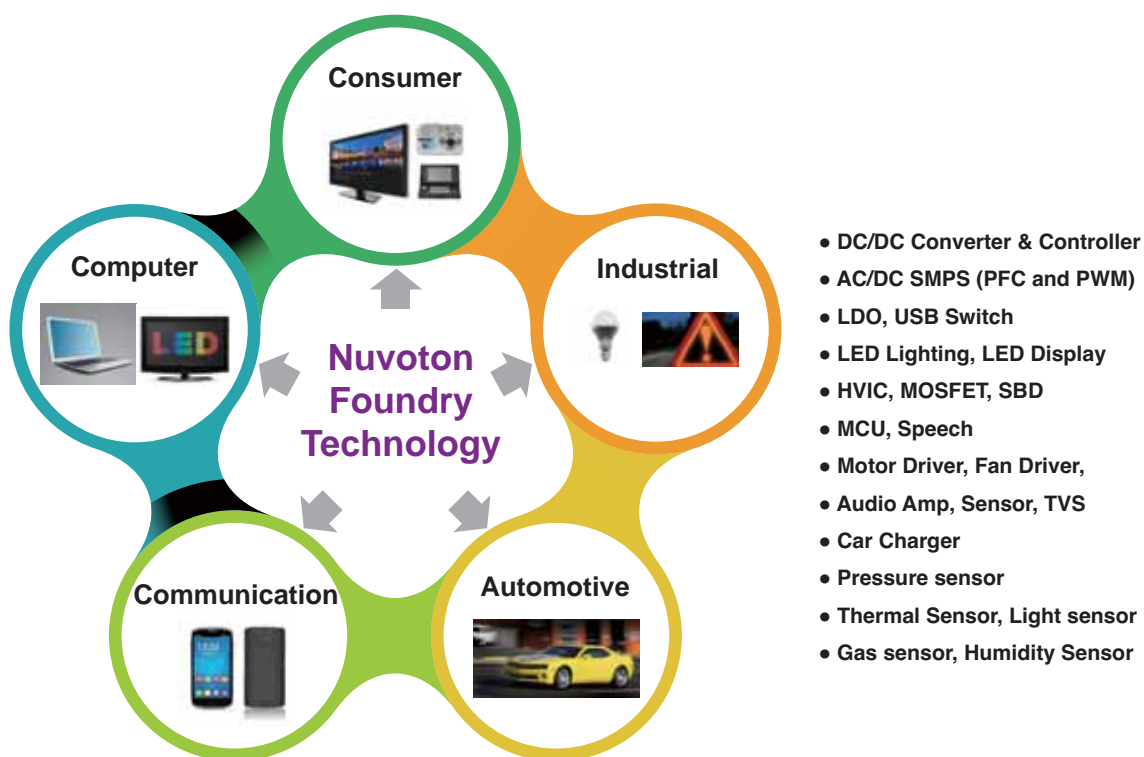 Consumer
Computer
LED
Industrial
Nuvoton
Foundry
Technology
Communication
Automotive
● DC/DC Converter & Controller
● AC/DC SMPS (PFC and PWM)
● LDO, USB Switch
● LED Lighting, LED Display
● HVIC, MOSFET, SBD
● MCU, Speech
● Motor Driver, Fan Driver,
● Audio Amp, Sensor, TVS
● Car Charger
● Pressure sensor
● Thermal Sensor, Light sensor
● Gas sensor, Humidity Sensor